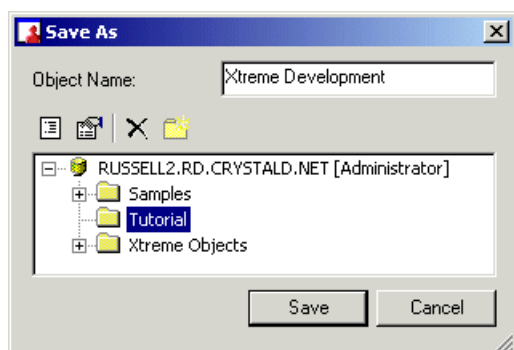 Save As
Object Name: Xtreme Development
RUSSELL2.RD.CRYSTALD.NET [Administrator]
Samples
Tutorial
Xtreme Objects
Save Cancel